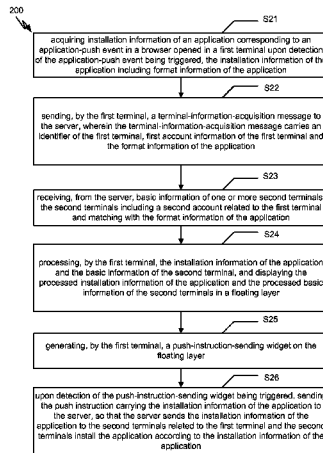 200
S21
acquiring installation information of an application corresponding to an
application-push event in a browser opened in a first terminal upon detection
of the application-push event being triggered, the installation information of the
application including format information of the application
S22
sending, by the first terminal, a terminal-information-acquisition message to
the server, wherein the terminal-information-acquisition message carries an
identifier of the first terminal, first account information of the first terminal and
the format information of the application
S23
receiving, from the server, basic information of one or more second terminals,
the second terminals including a second account related to the first terminal
and matching with the format information of the application
S24
processing, by the first terminal, the installation information of the application
and the basic information of the second terminal, and displaying the
processed installation information of the application and the processed basic
information of the second terminals in a floating layer
S25
generating, by the first terminal, a push-instruction-sending widget on the
floating layer
S26
upon detection of the push-instruction-sending widget being triggered, sending
the push instruction carrying the installation information of the application to
the server, so that the server sends the installation information of the
application to the second terminals related to the first terminal and the second
terminals install the application according to the installation information of the
application